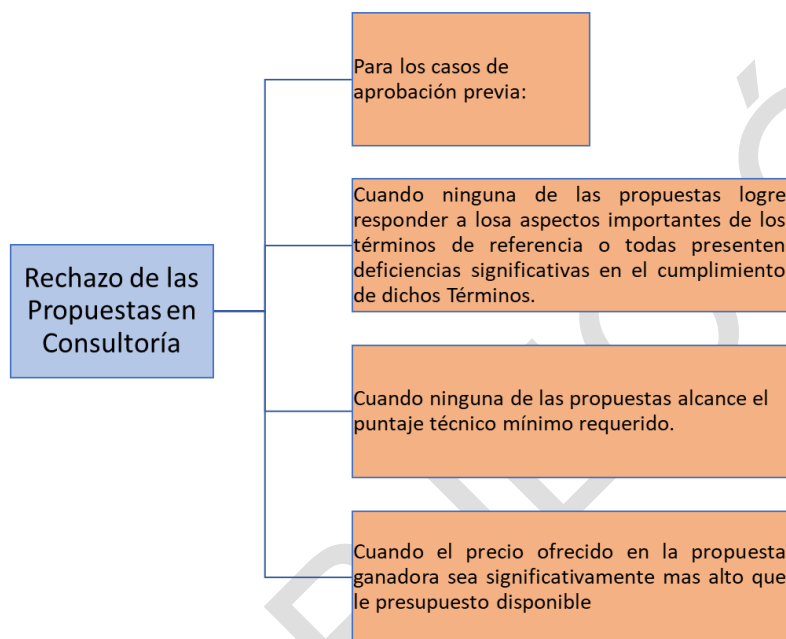 Rechazo de las
Propuestas en
Consultoría
Para los casos de
aprobación previa:
Cuando ninguna de las propuestas logre
responder a losa aspectos importantes de los
términos de referencia o todas presenten
deficiencias significativas en el cumplimiento
de dichos Términos.
Cuando ninguna de las propuestas alcance el
puntaje técnico mínimo requerido.
Cuando el precio ofrecido en la propuesta
ganadora sea significativamente mas alto que
le presupuesto disponible